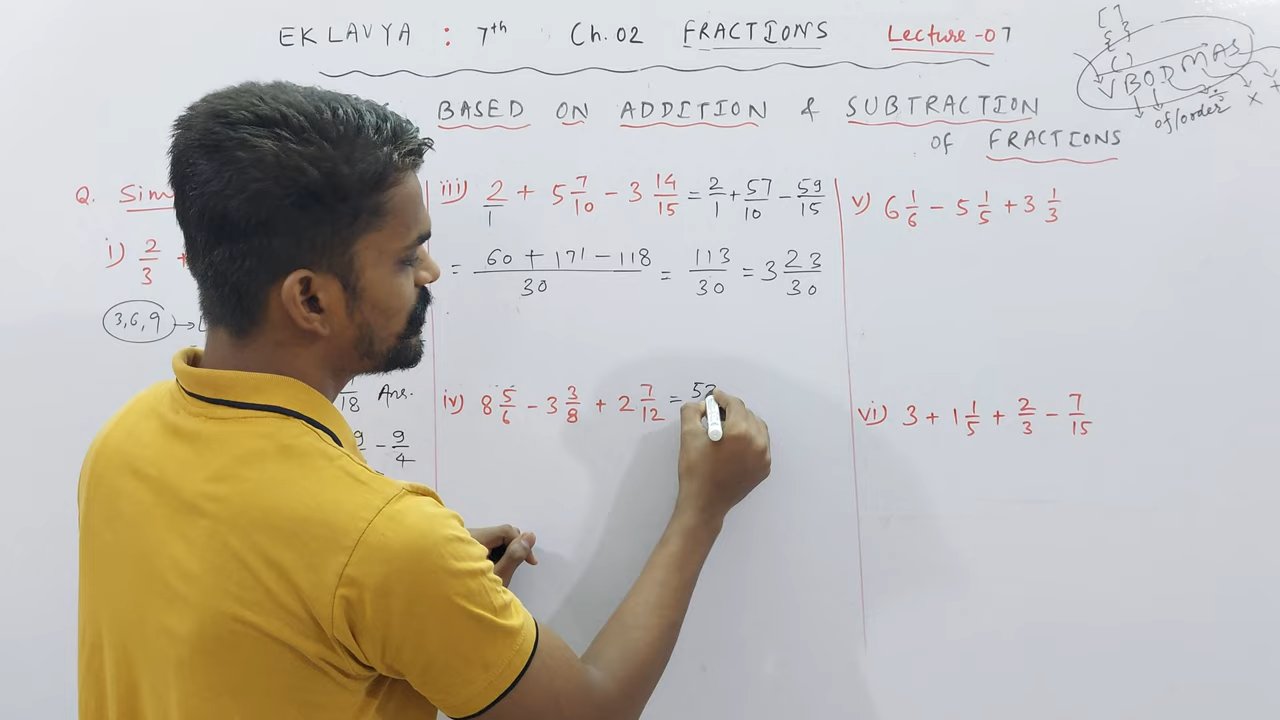 EKLAVYA : 7th Ch.02 FRACTIONS Lecture-07
[ ]
{ }
( )
VBODMAS
of/order ÷ × +
BASED ON ADDITION & SUBTRACTION
OF FRACTIONS
Q. Sim
i) 2/3 +
3,6,9 →
18 Ans.
9 - 9/4
iii) 2/1 + 5 7/10 - 3 14/15 = 2/1 + 57/10 - 59/15
= (60 + 171 - 118)/30 = 113/30 = 3 23/30
iv) 8 5/6 - 3 3/8 + 2 7/12 = 53
v) 6 1/6 - 5 1/5 + 3 1/3
vi) 3 + 1 1/5 + 2/3 - 7/15